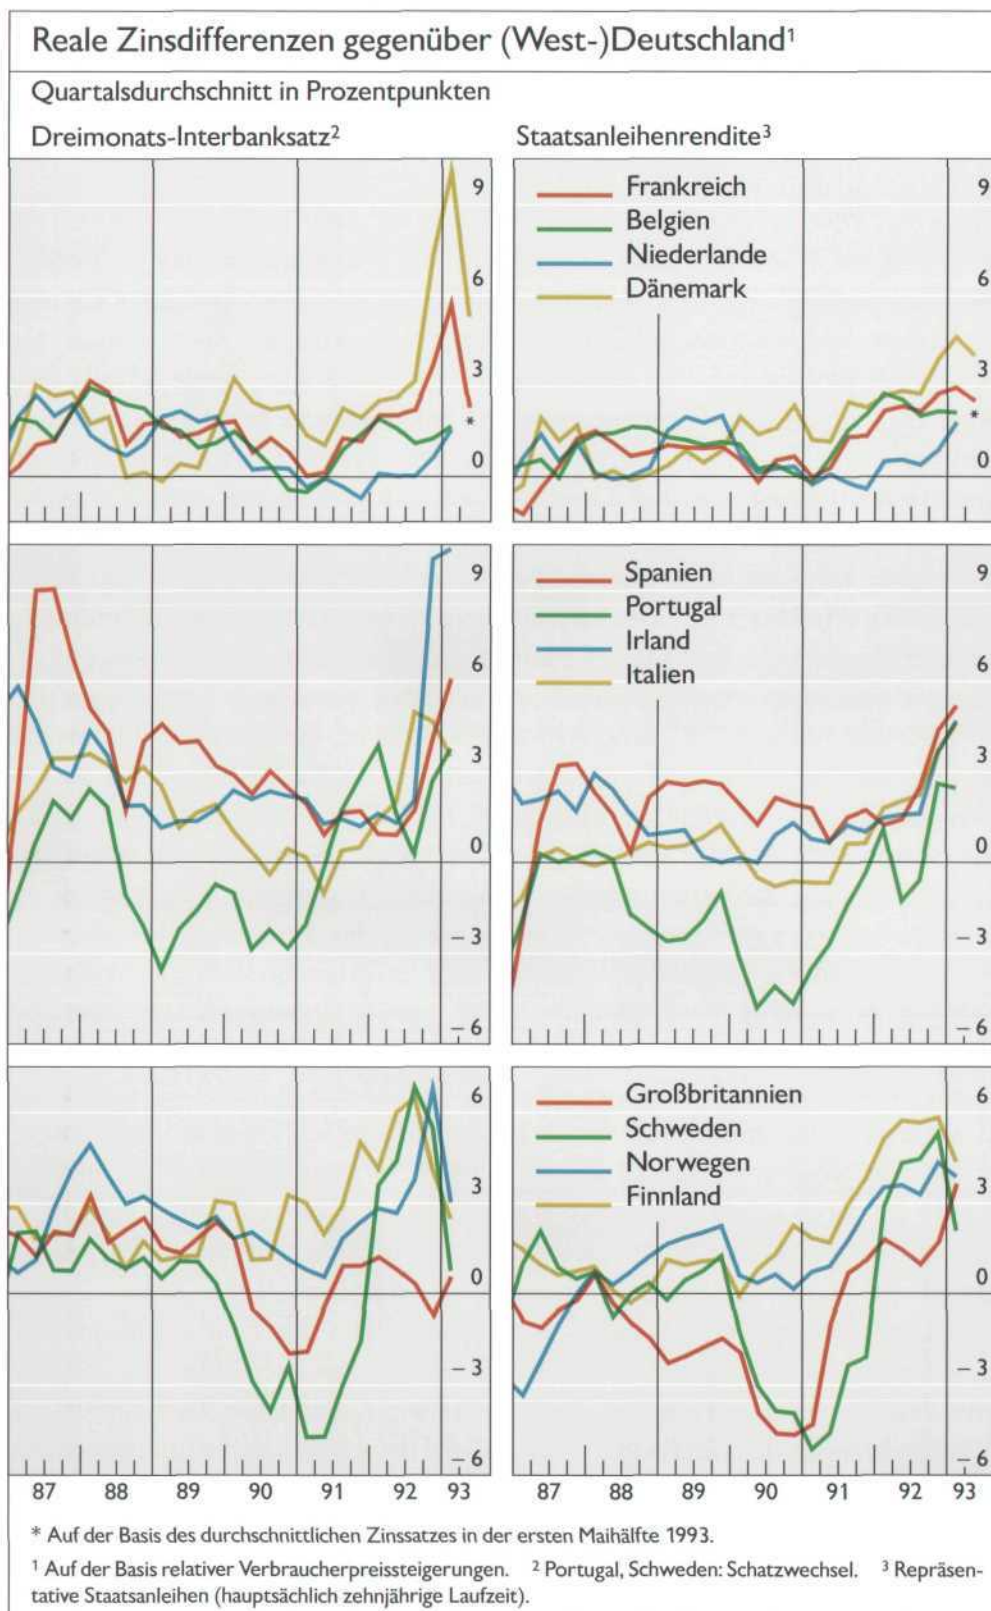 Reale Zinsdifferenzen gegenüber (West-)Deutschland¹
Quartalsdurchschnitt in Prozentpunkten
Dreimonats-Interbanksatz²
Staatsanleihenrendite³
9
6
3
*
0
Frankreich
Belgien
Niederlande
Dänemark
9
6
3
*
0
9
6
3
0
– 3
– 6
Spanien
Portugal
Irland
Italien
9
6
3
0
– 3
– 6
6
3
0
– 3
– 6
Großbritannien
Schweden
Norwegen
Finnland
6
3
0
– 3
– 6
87 88 89 90 91 92 93
87 88 89 90 91 92 93
* Auf der Basis des durchschnittlichen Zinssatzes in der ersten Maihälfte 1993.
¹ Auf der Basis relativer Verbraucherpreissteigerungen. ² Portugal, Schweden: Schatzwechsel. ³ Repräsen-
tative Staatsanleihen (hauptsächlich zehnjährige Laufzeit).